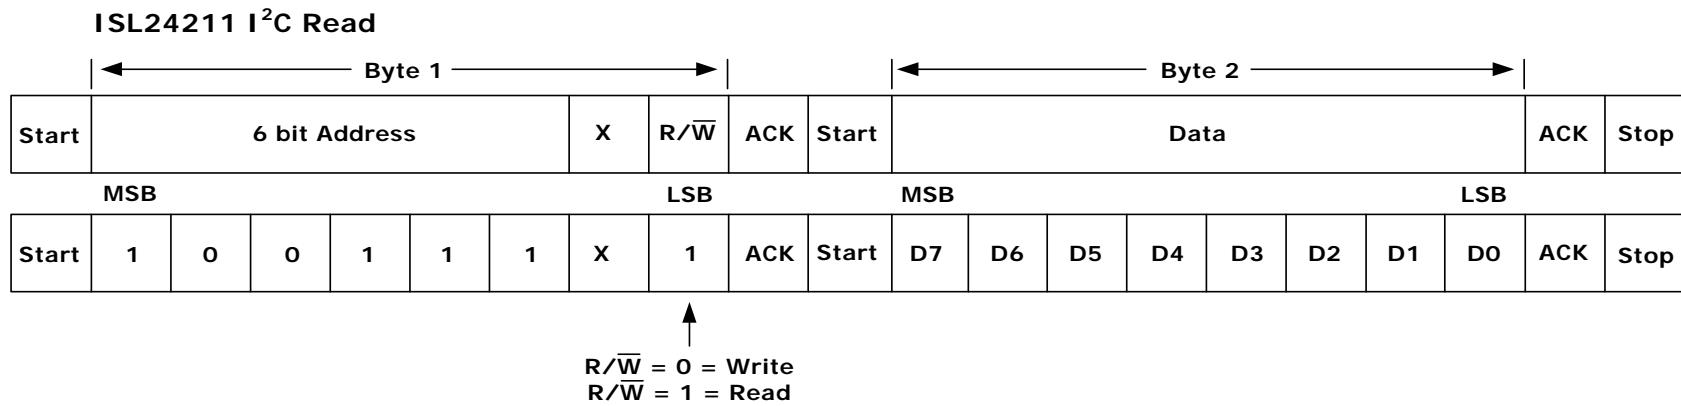 ISL24211 I²C Read
Byte 1 Byte 2
Start 6 bit Address X R/W̅ ACK Start Data ACK Stop
MSB LSB MSB LSB
Start 1 0 0 1 1 1 X 1 ACK Start D7 D6 D5 D4 D3 D2 D1 D0 ACK Stop
R/W̅ = 0 = Write
R/W̅ = 1 = Read